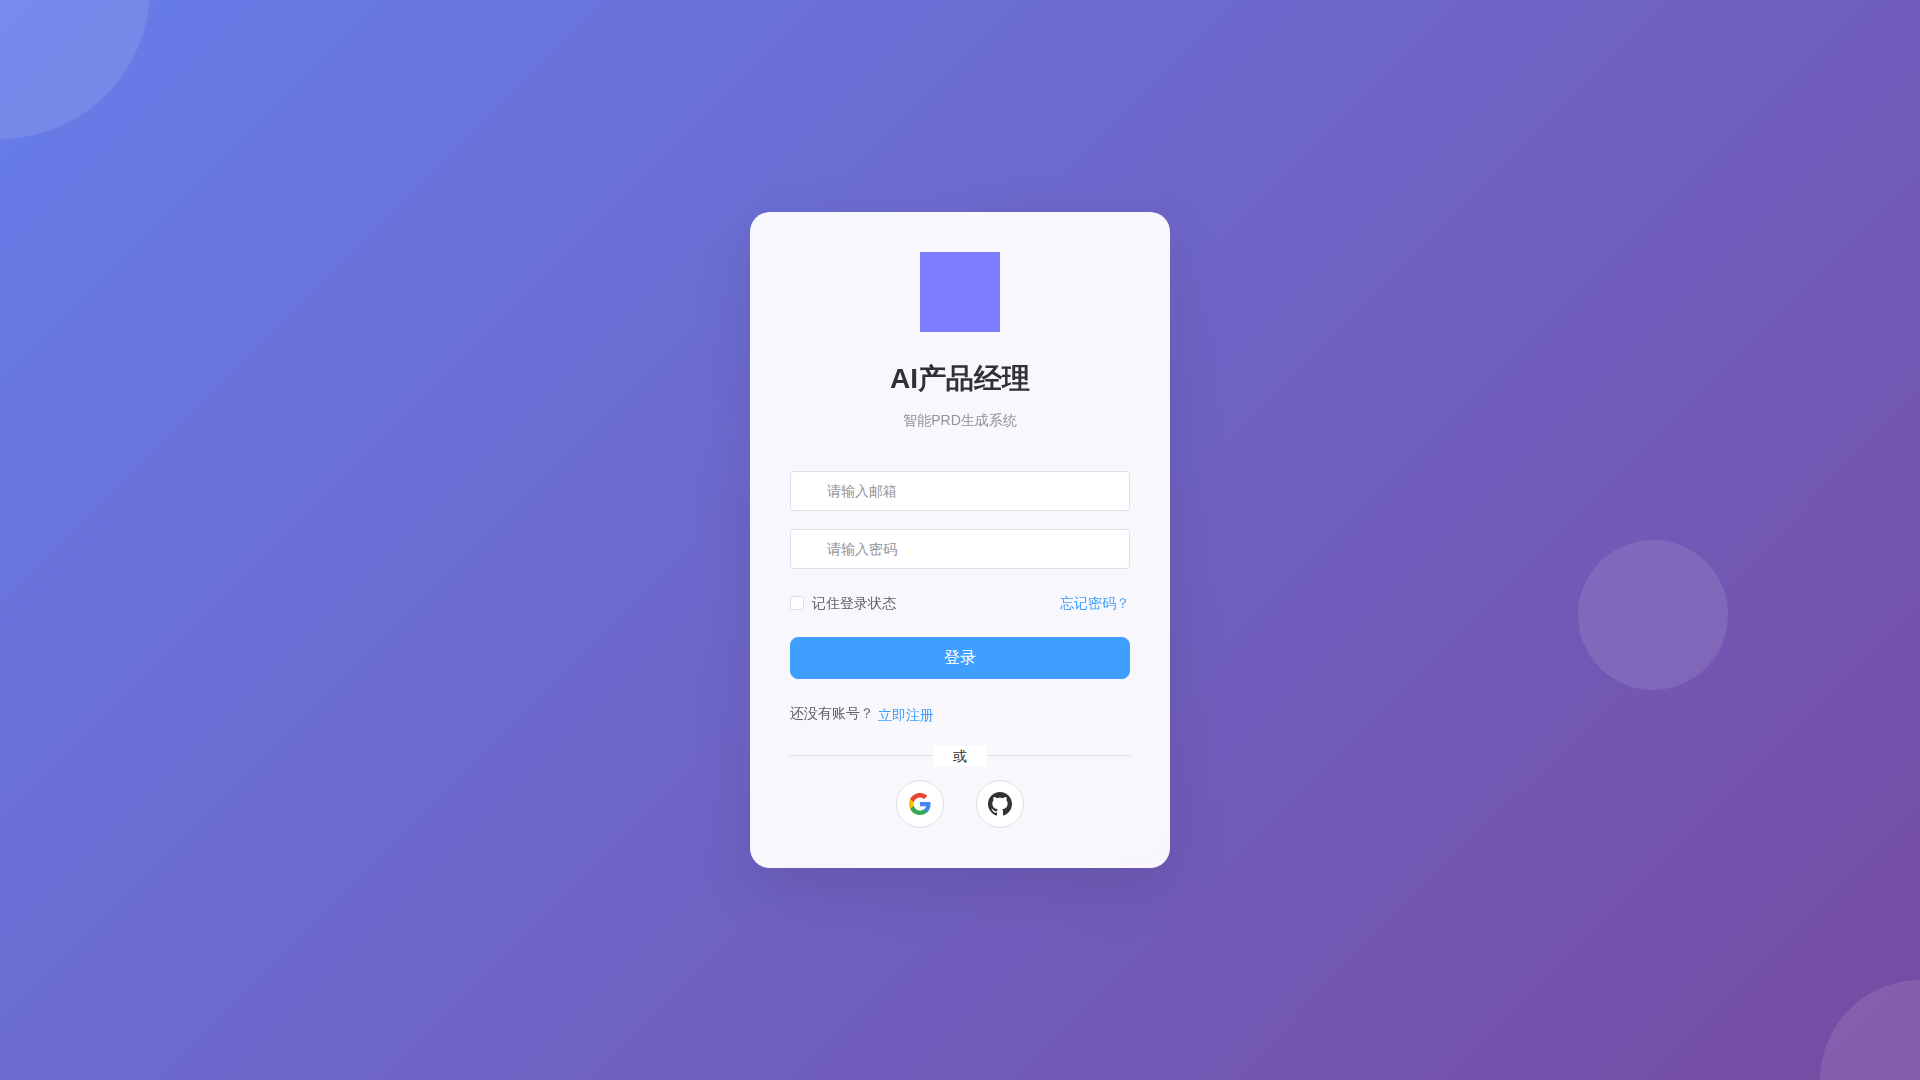 AI产品经理
智能PRD生成系统
请输入邮箱
请输入密码
记住登录状态 忘记密码？
登录
还没有账号？ 立即注册
或